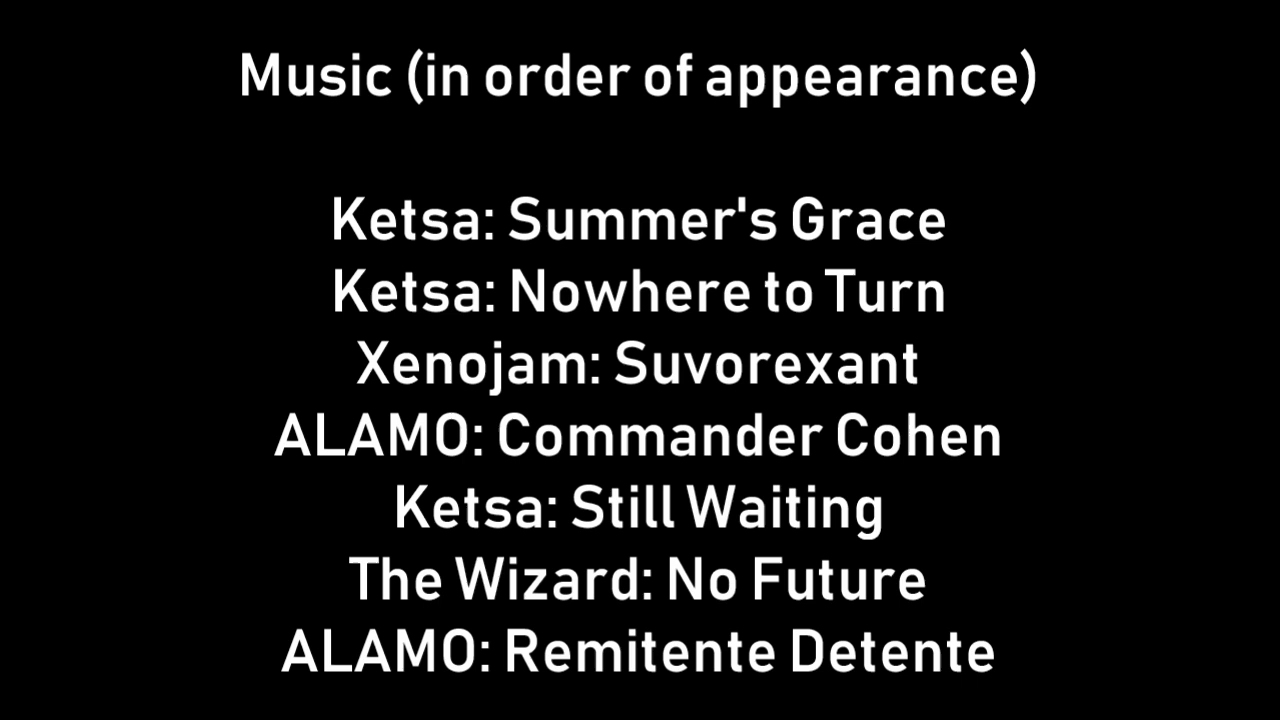 Music (in order of appearance)
Ketsa: Summer's Grace
Ketsa: Nowhere to Turn
Xenojam: Suvorexant
ALAMO: Commander Cohen
Ketsa: Still Waiting
The Wizard: No Future
ALAMO: Remitente Detente